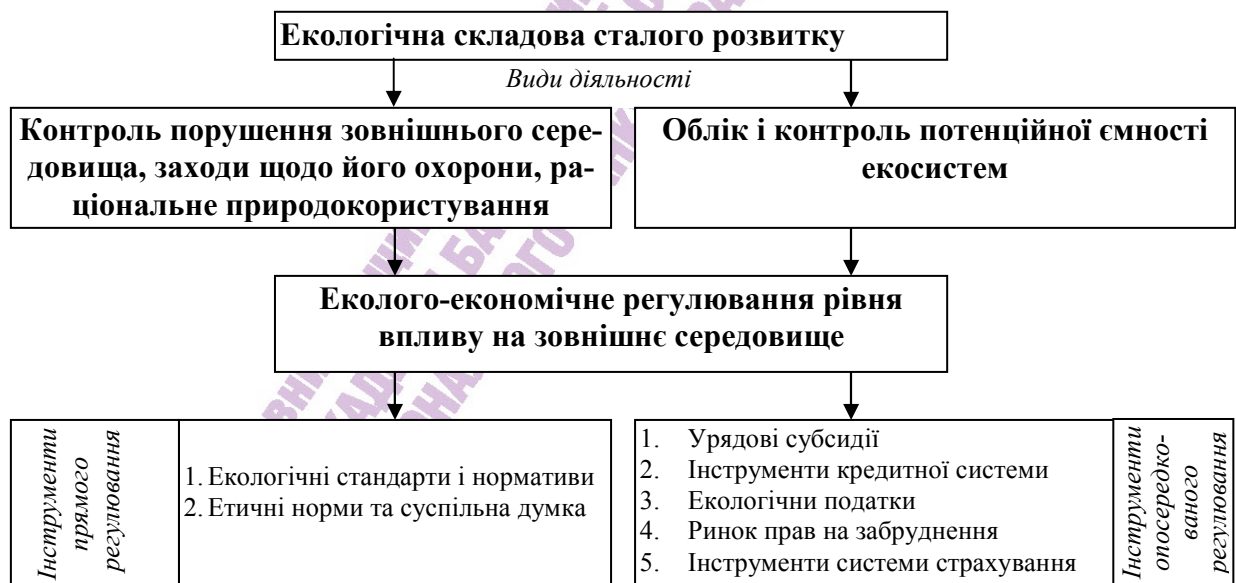 Екологічна складова сталого розвитку
Види діяльності
Контроль порушення зовнішнього сере-
довища, заходи щодо його охорони, ра-
ціональне природокористування
Облік і контроль потенційної ємності
екосистем
Еколого-економічне регулювання рівня
впливу на зовнішнє середовище
Інструменти
прямого
регулювання
1. Екологічні стандарти і нормативи
2. Етичні норми та суспільна думка
1. Урядові субсидії
2. Інструменти кредитної системи
3. Екологічни податки
4. Ринок прав на забруднення
5. Інструменти системи страхування
Інструменти
опосередко-
ваного
регулювання